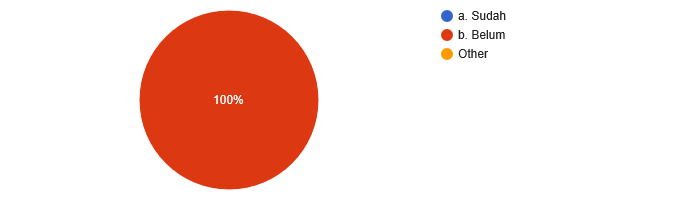 100%
a. Sudah
b. Belum
Other